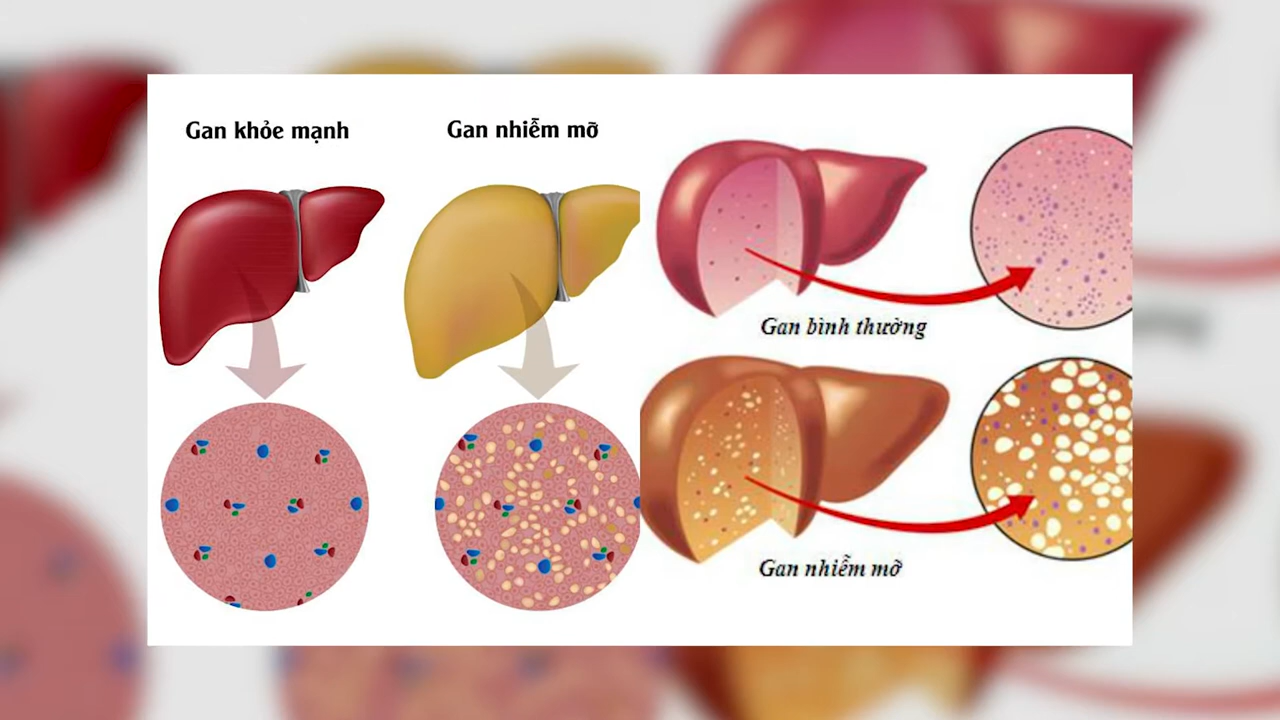 Gan khỏe mạnh
Gan nhiễm mỡ
Gan bình thường
Gan nhiễm mỡ